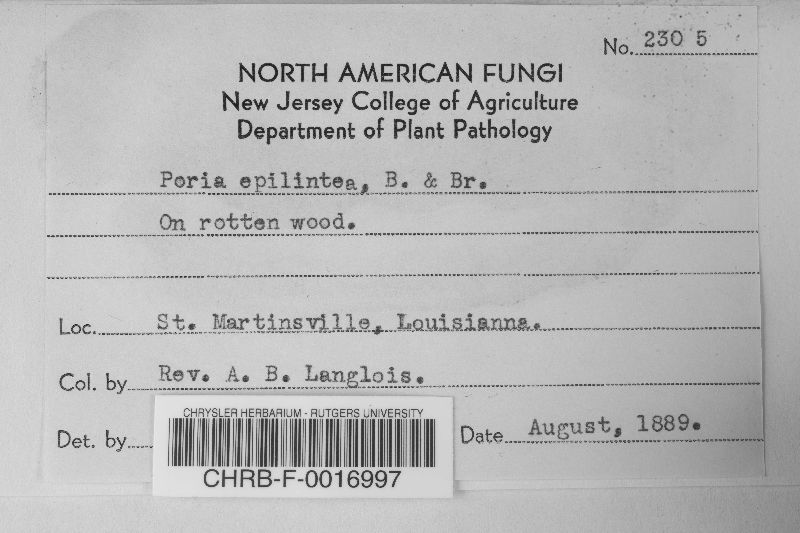 No. 230 5
NORTH AMERICAN FUNGI
New Jersey College of Agriculture
Department of Plant Pathology
Poria epilintea, B. & Br.
On rotten wood.
Loc. St. Martinsville, Louisianna.
Col. by Rev. A. B. Langlois.
Det. by
Date August, 1889.
CHRYSLER HERBARIUM - RUTGERS UNIVERSITY
CHRB-F-0016997